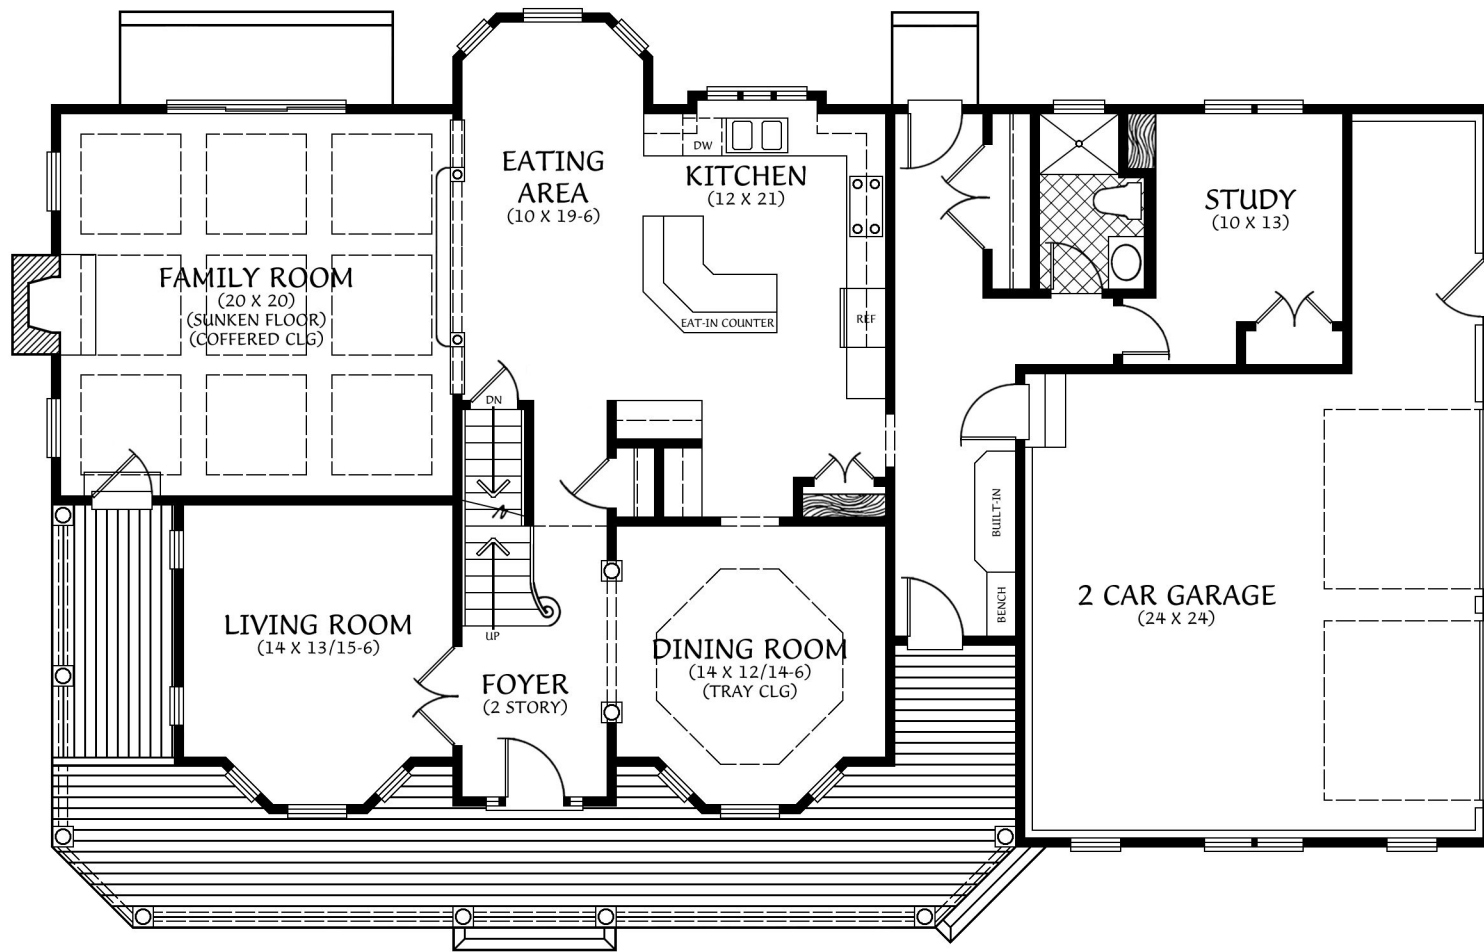 EATING
AREA
(10 X 19-6)
DW
KITCHEN
(12 X 21)
STUDY
(10 X 13)
FAMILY ROOM
(20 X 20)
(SUNKEN FLOOR)
(COFFERED CLG)
EAT-IN COUNTER
REF
DN
BUILT-IN
BENCH
2 CAR GARAGE
(24 X 24)
LIVING ROOM
(14 X 13/15-6)
UP
FOYER
(2 STORY)
DINING ROOM
(14 X 12/14-6)
(TRAY CLG)